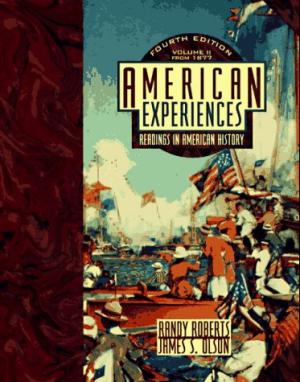 FOURTH EDITION
VOLUME II
FROM 1877
AMERICAN
EXPERIENCES
READINGS IN AMERICAN HISTORY
RANDY ROBERTS
JAMES S. OLSON